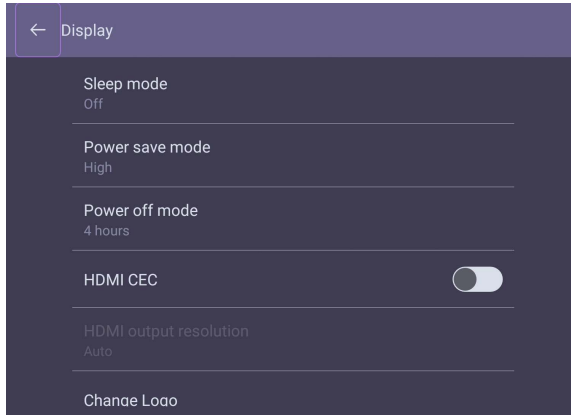 Display
Sleep mode
Off
Power save mode
High
Power off mode
4 hours
HDMI CEC
HDMI output resolution
Auto
Change Logo